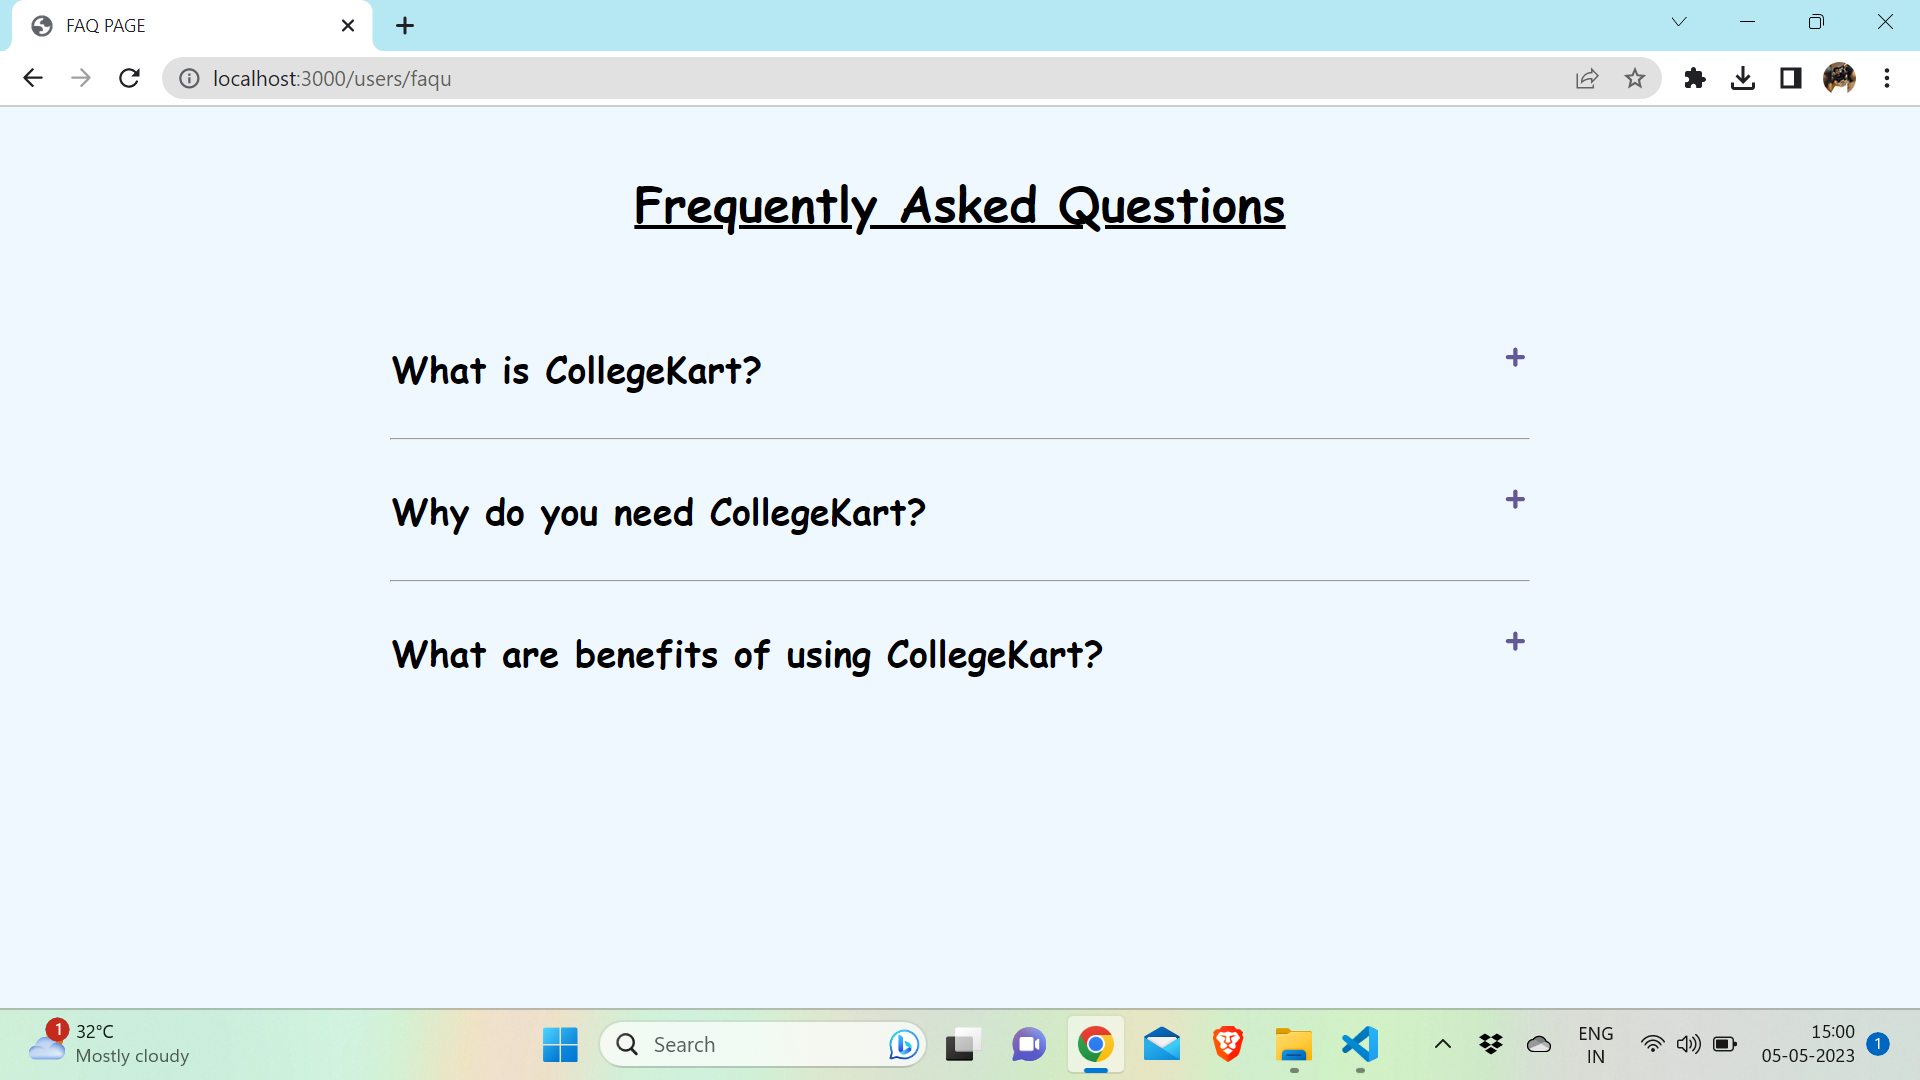 FAQ PAGE
localhost:3000/users/faqu
Frequently Asked Questions
What is CollegeKart?
Why do you need CollegeKart?
What are benefits of using CollegeKart?
1
32°C
Mostly cloudy
Search
ENG
IN
15:00
05-05-2023
1